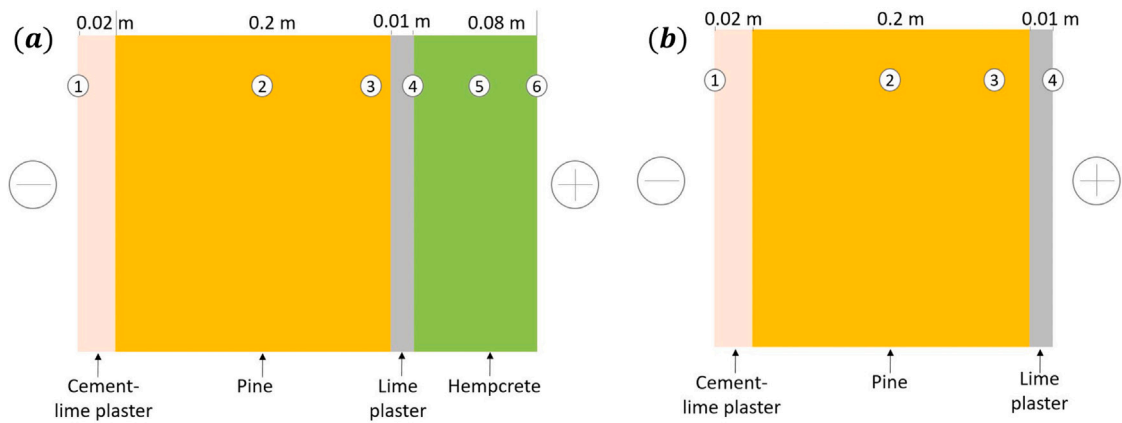 (a)
0.02 m 0.2 m 0.01 m 0.08 m
1 2 3 4 5 6
− +
Cement-
lime plaster
Pine
Lime
plaster
Hempcrete
(b)
0.02 m 0.2 m 0.01 m
1 2 3 4
− +
Cement-
lime plaster
Pine
Lime
plaster